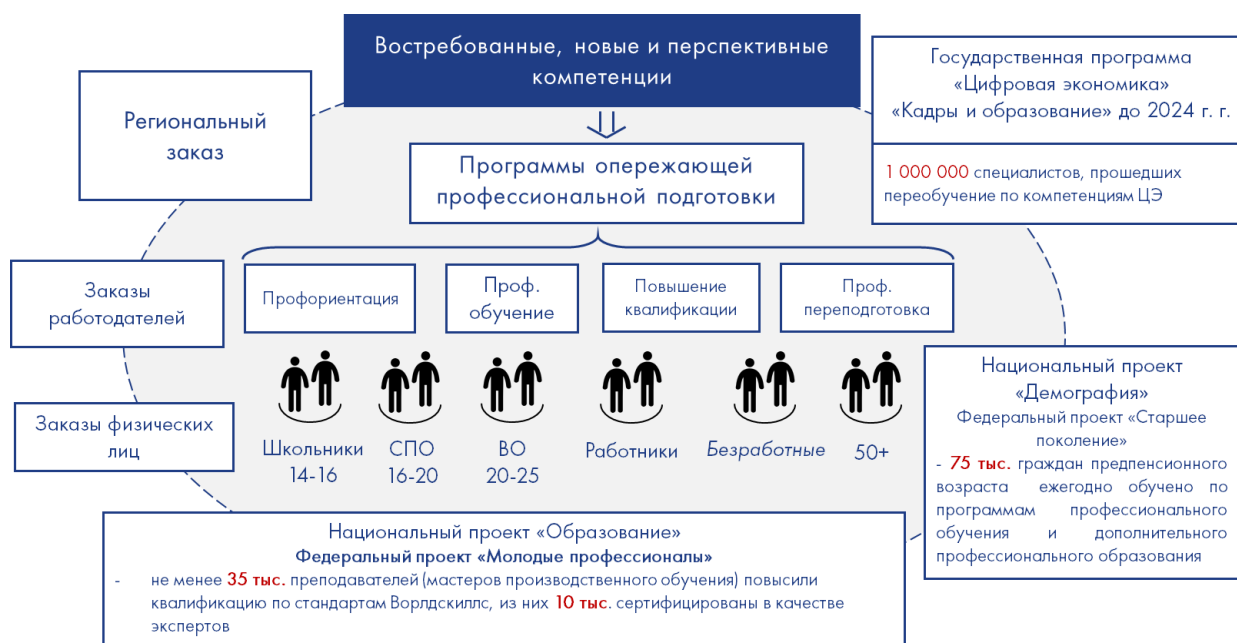 Востребованные, новые и перспективные
компетенции
Государственная программа
«Цифровая экономика»
«Кадры и образование» до 2024 г. г.
1 000 000 специалистов, прошедших
переобучение по компетенциям ЦЭ
Региональный
заказ
Программы опережающей
профессиональной подготовки
Заказы
работодателей
Профориентация
Проф.
обучение
Повышение
квалификации
Проф.
переподготовка
Заказы физических
лиц
Школьники
14-16
СПО
16-20
ВО
20-25
Работники
Безработные
50+
Национальный проект
«Демография»
Федеральный проект «Старшее
поколение»
- 75 тыс. граждан предпенсионного
возраста ежегодно обучено по
программам профессионального
обучения и дополнительного
профессионального образования
Национальный проект «Образование»
Федеральный проект «Молодые профессионалы»
- не менее 35 тыс. преподавателей (мастеров производственного обучения) повысили
квалификацию по стандартам Ворлдскиллс, из них 10 тыс. сертифицированы в качестве
экспертов